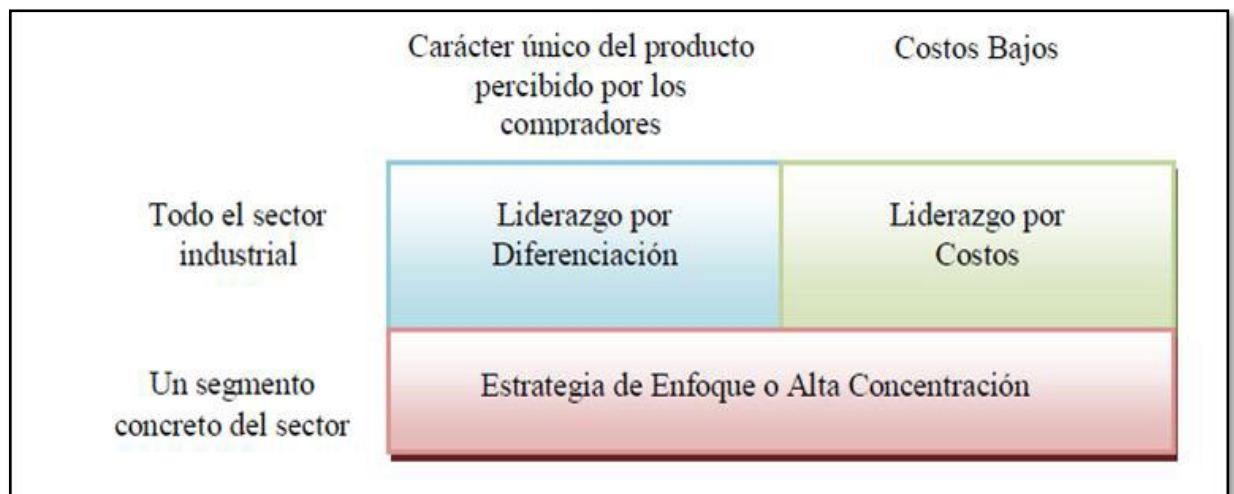 Carácter único del producto
percibido por los
compradores
Costos Bajos
Todo el sector
industrial
Liderazgo por
Diferenciación
Liderazgo por
Costos
Un segmento
concreto del sector
Estrategia de Enfoque o Alta Concentración